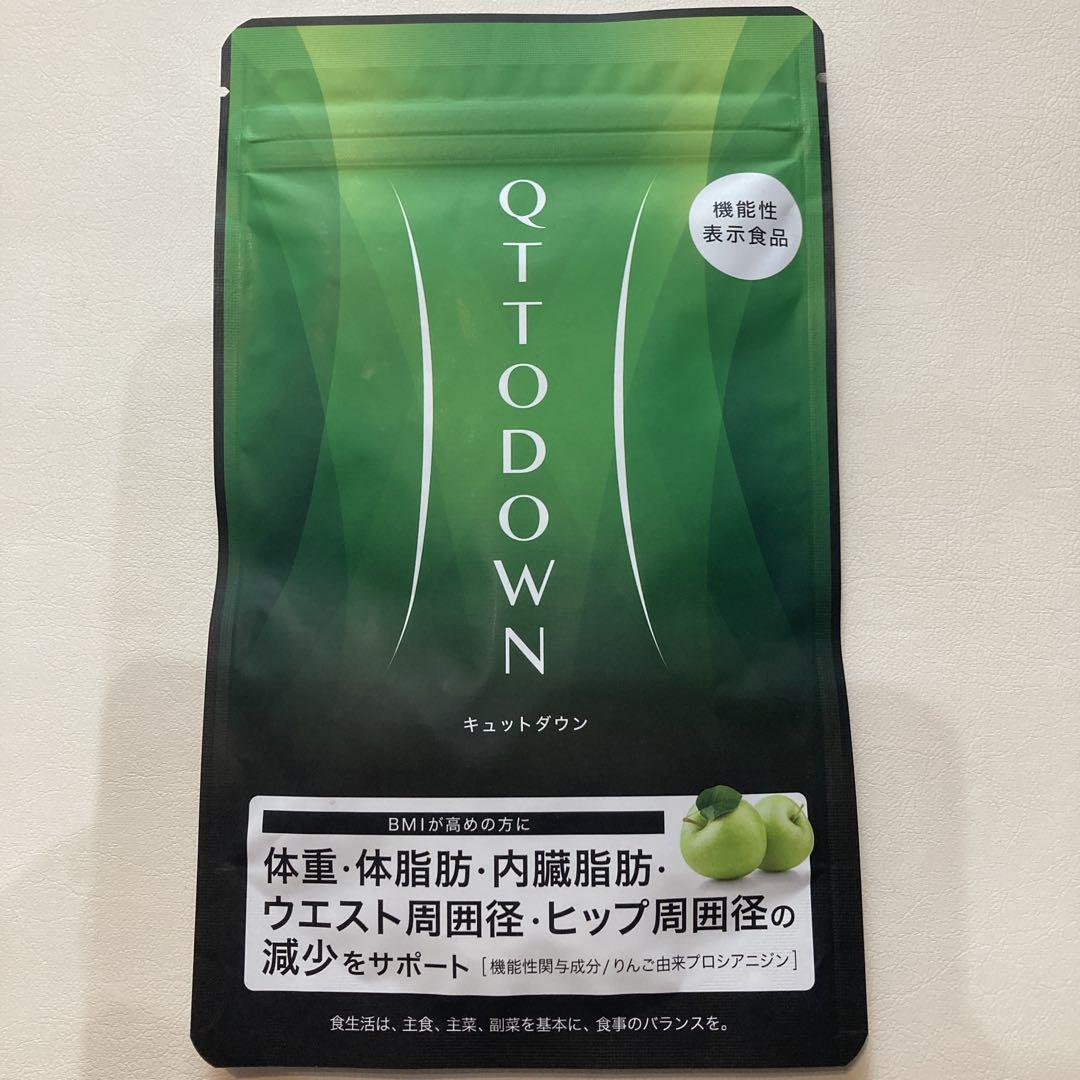 機能性
表示食品
QTTODOWN
キュットダウン
BMIが高めの方に
体重・体脂肪・内臓脂肪・
ウエスト周囲径・ヒップ周囲径の
減少をサポート [機能性関与成分/りんご由来プロシアニジン]
食生活は、主食、主菜、副菜を基本に、食事のバランスを。